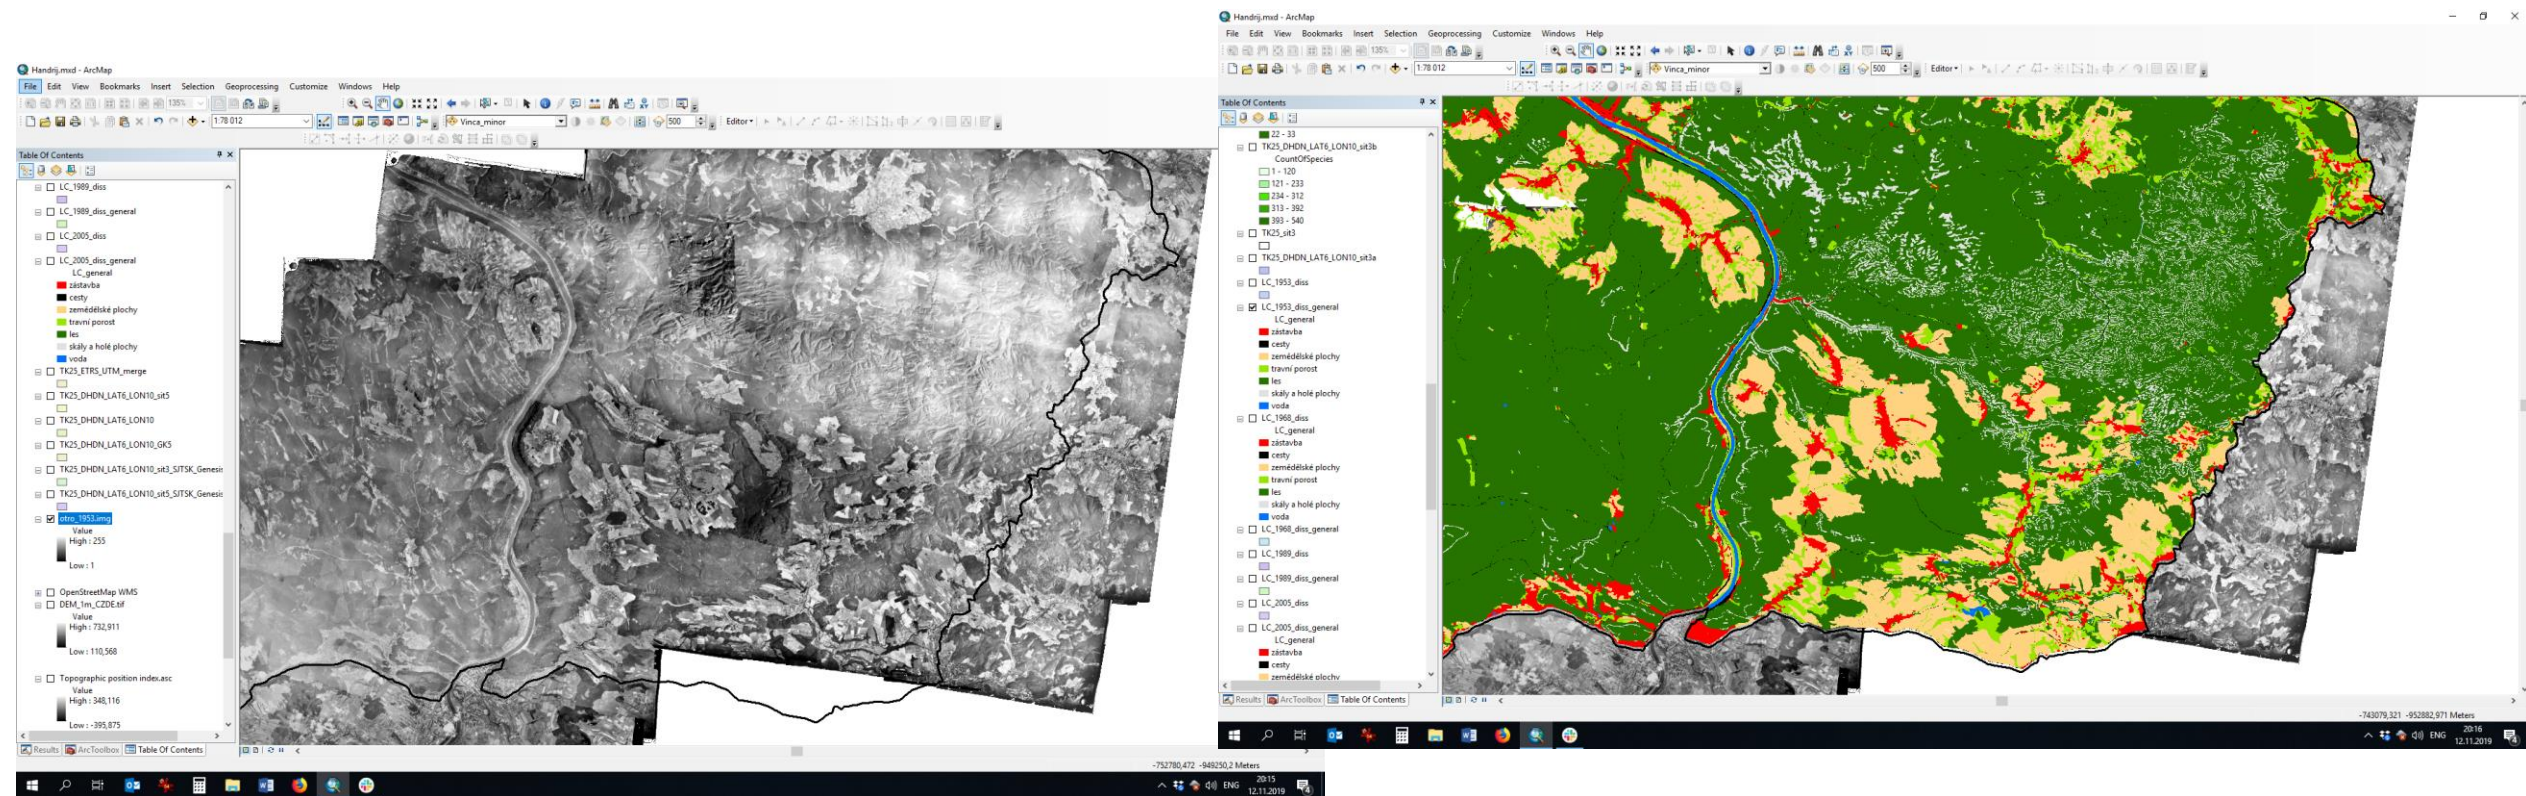 Handrij.mxd - ArcMap
File Edit View Bookmarks Insert Selection Geoprocessing Customize Windows Help
135%
1:78 012
Vinca_minor
500
Editor
Table Of Contents
LC_1989_diss
LC_1989_diss_general
LC_2005_diss
LC_2005_diss_general
LC_general
zástavba
cesty
zemědělské plochy
travní porost
les
skály a holé plochy
voda
TK25_ETRS_UTM_merge
TK25_DHDN_LAT6_LON10_sit5
TK25_DHDN_LAT6_LON10
TK25_DHDN_LAT6_LON10_GK5
TK25_DHDN_LAT6_LON10_sit3_SJTSK_Genesis
TK25_DHDN_LAT6_LON10_sit5_SJTSK_Genesis
otro_1953.img
Value
High : 255
Low : 1
OpenStreetMap WMS
DEM_1m_CZDE.tif
Value
High : 732,911
Low : 110,568
Topographic position index.asc
Value
High : 348,116
Low : -395,875
Results ArcToolbox Table Of Contents
-752780,472 -949250,2 Meters
ENG
20:15
12.11.2019
Handrij.mxd - ArcMap
File Edit View Bookmarks Insert Selection Geoprocessing Customize Windows Help
135%
1:78 012
Vinca_minor
500
Editor
Table Of Contents
22 - 33
TK25_DHDN_LAT6_LON10_sit3b
CountOfSpecies
1 - 120
121 - 233
234 - 312
313 - 392
393 - 540
TK25_sit3
TK25_DHDN_LAT6_LON10_sit3a
LC_1953_diss
LC_1953_diss_general
LC_general
zástavba
cesty
zemědělské plochy
travní porost
les
skály a holé plochy
voda
LC_1968_diss
LC_general
zástavba
cesty
zemědělské plochy
travní porost
les
skály a holé plochy
voda
LC_1968_diss_general
LC_1989_diss
LC_1989_diss_general
LC_2005_diss
LC_2005_diss_general
LC_general
zástavba
cesty
zemědělské plochy
Results ArcToolbox Table Of Contents
-743079,321 -952882,971 Meters
ENG
20:16
12.11.2019